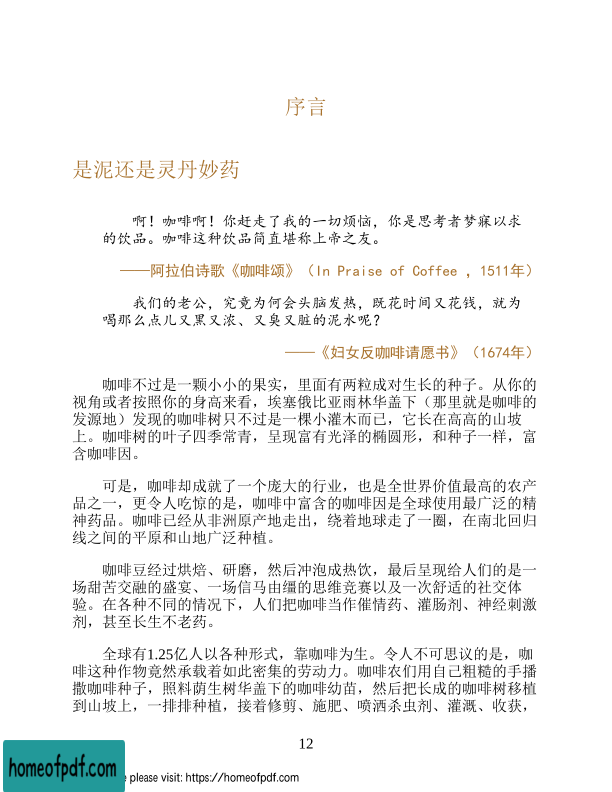 序言
是泥还是灵丹妙药
啊！咖啡啊！你赶走了我的一切烦恼，你是思考者梦寐以求
的饮品。咖啡这种饮品简直堪称上帝之友。
——阿拉伯诗歌《咖啡颂》（In Praise of Coffee ，1511年）
我们的老公，究竟为何会头脑发热，既花时间又花钱，就为
喝那么点儿又黑又浓、又臭又脏的泥水呢？
——《妇女反咖啡请愿书》（1674年）
咖啡不过是一颗小小的果实，里面有两粒成对生长的种子。从你的
视角或者按照你的身高来看，埃塞俄比亚雨林华盖下（那里就是咖啡的
发源地）发现的咖啡树只不过是一棵小灌木而已，它长在高高的山坡
上。咖啡树的叶子四季常青，呈现富有光泽的椭圆形，和种子一样，富
含咖啡因。
可是，咖啡却成就了一个庞大的行业，也是全世界价值最高的农产
品之一，更令人吃惊的是，咖啡中富含的咖啡因是全球使用最广泛的精
神药品。咖啡已经从非洲原产地走出，绕着地球走了一圈，在南北回归
线之间的平原和山地广泛种植。
咖啡豆经过烘焙、研磨，然后冲泡成热饮，最后呈现给人们的是一
场甜苦交融的盛宴、一场信马由缰的思维竞赛以及一次舒适的社交体
验。在各种不同的情况下，人们把咖啡当作催情药、灌肠剂、神经刺激
剂，甚至长生不老药。
全球有1.25亿人以各种形式，靠咖啡为生。令人不可思议的是，咖
啡这种作物竟然承载着如此密集的劳动力。咖啡农们用自己粗糙的手播
撒咖啡种子，照料荫生树华盖下的咖啡幼苗，然后把长成的咖啡树移植
到山坡上，一排排种植，接着修剪、施肥、喷洒杀虫剂、灌溉、收获，
12
homeofpdf.com
please visit: https://homeofpdf.com